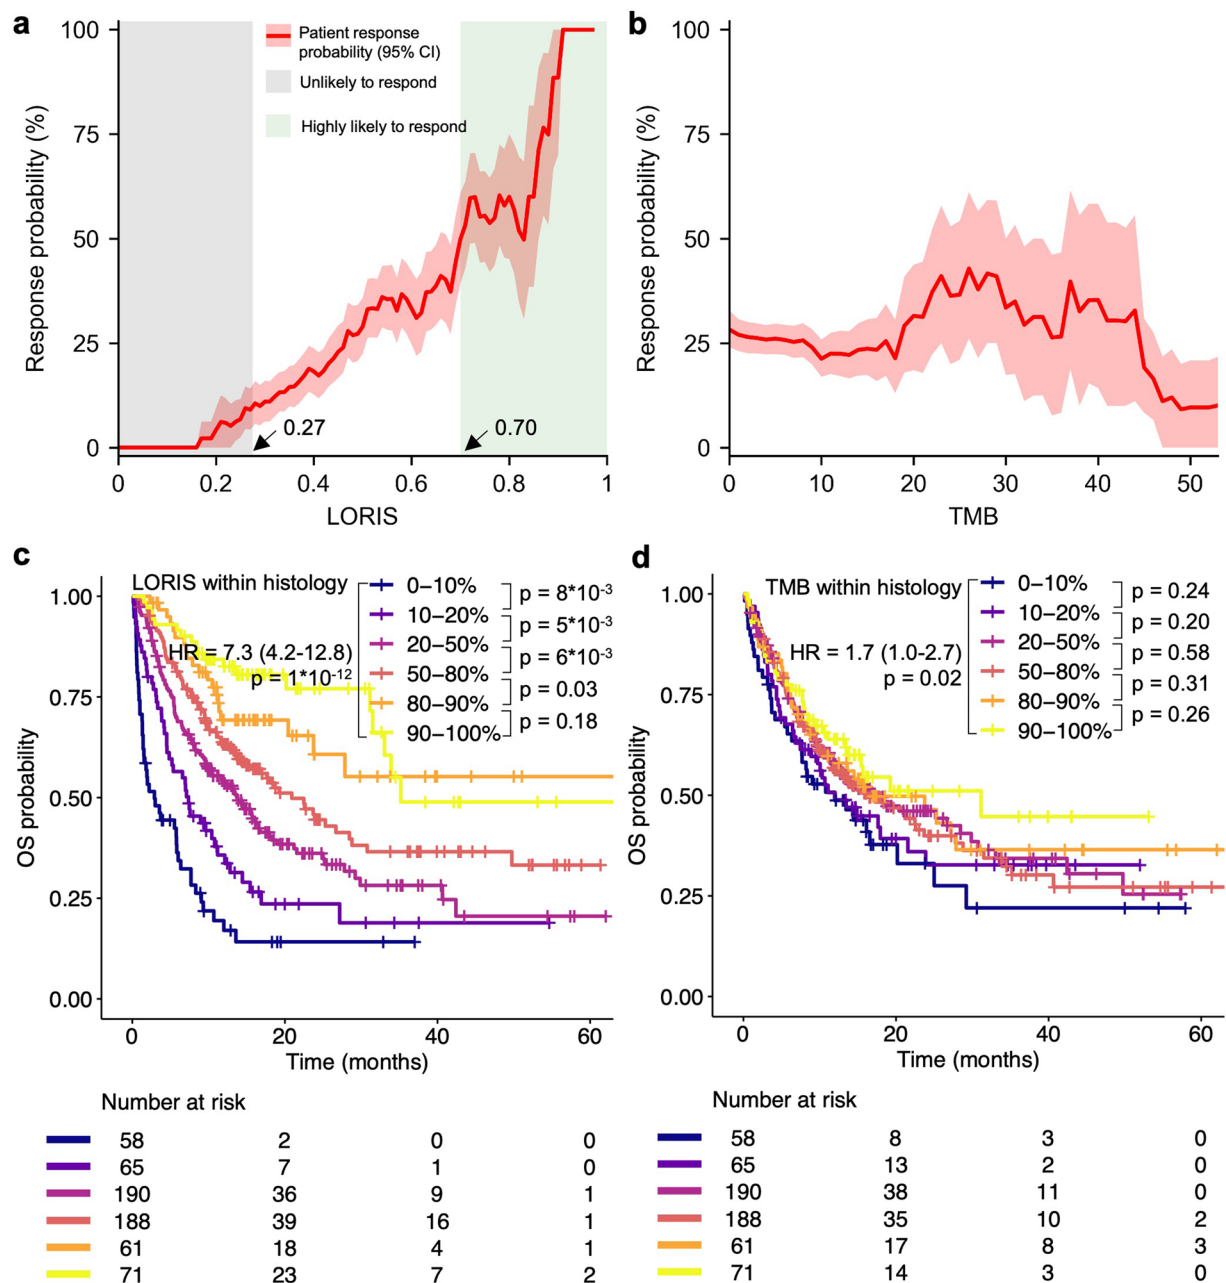 a
100
75
50
25
0
Response probability (%)
Patient response
probability (95% CI)
Unlikely to respond
Highly likely to respond
0.27
0.70
0 0.2 0.4 0.6 0.8 1
LORIS
b
100
75
50
25
0
Response probability (%)
0 10 20 30 40 50
TMB
c
LORIS within histology
HR = 7.3 (4.2-12.8)
p = 1*10⁻¹²
0–10%
10–20%
20–50%
50–80%
80–90%
90–100%
p = 8*10⁻³
p = 5*10⁻³
p = 6*10⁻³
p = 0.03
p = 0.18
1.00
0.75
0.50
0.25
0.00
OS probability
0 20 40 60
Time (months)
Number at risk
58 2 0 0
65 7 1 0
190 36 9 1
188 39 16 1
61 18 4 1
71 23 7 2
d
TMB within histology
HR = 1.7 (1.0-2.7)
p = 0.02
0–10%
10–20%
20–50%
50–80%
80–90%
90–100%
p = 0.24
p = 0.20
p = 0.58
p = 0.31
p = 0.26
1.00
0.75
0.50
0.25
0.00
OS probability
0 20 40 60
Time (months)
Number at risk
58 8 3 0
65 13 2 0
190 38 11 0
188 35 10 2
61 17 8 3
71 14 3 0